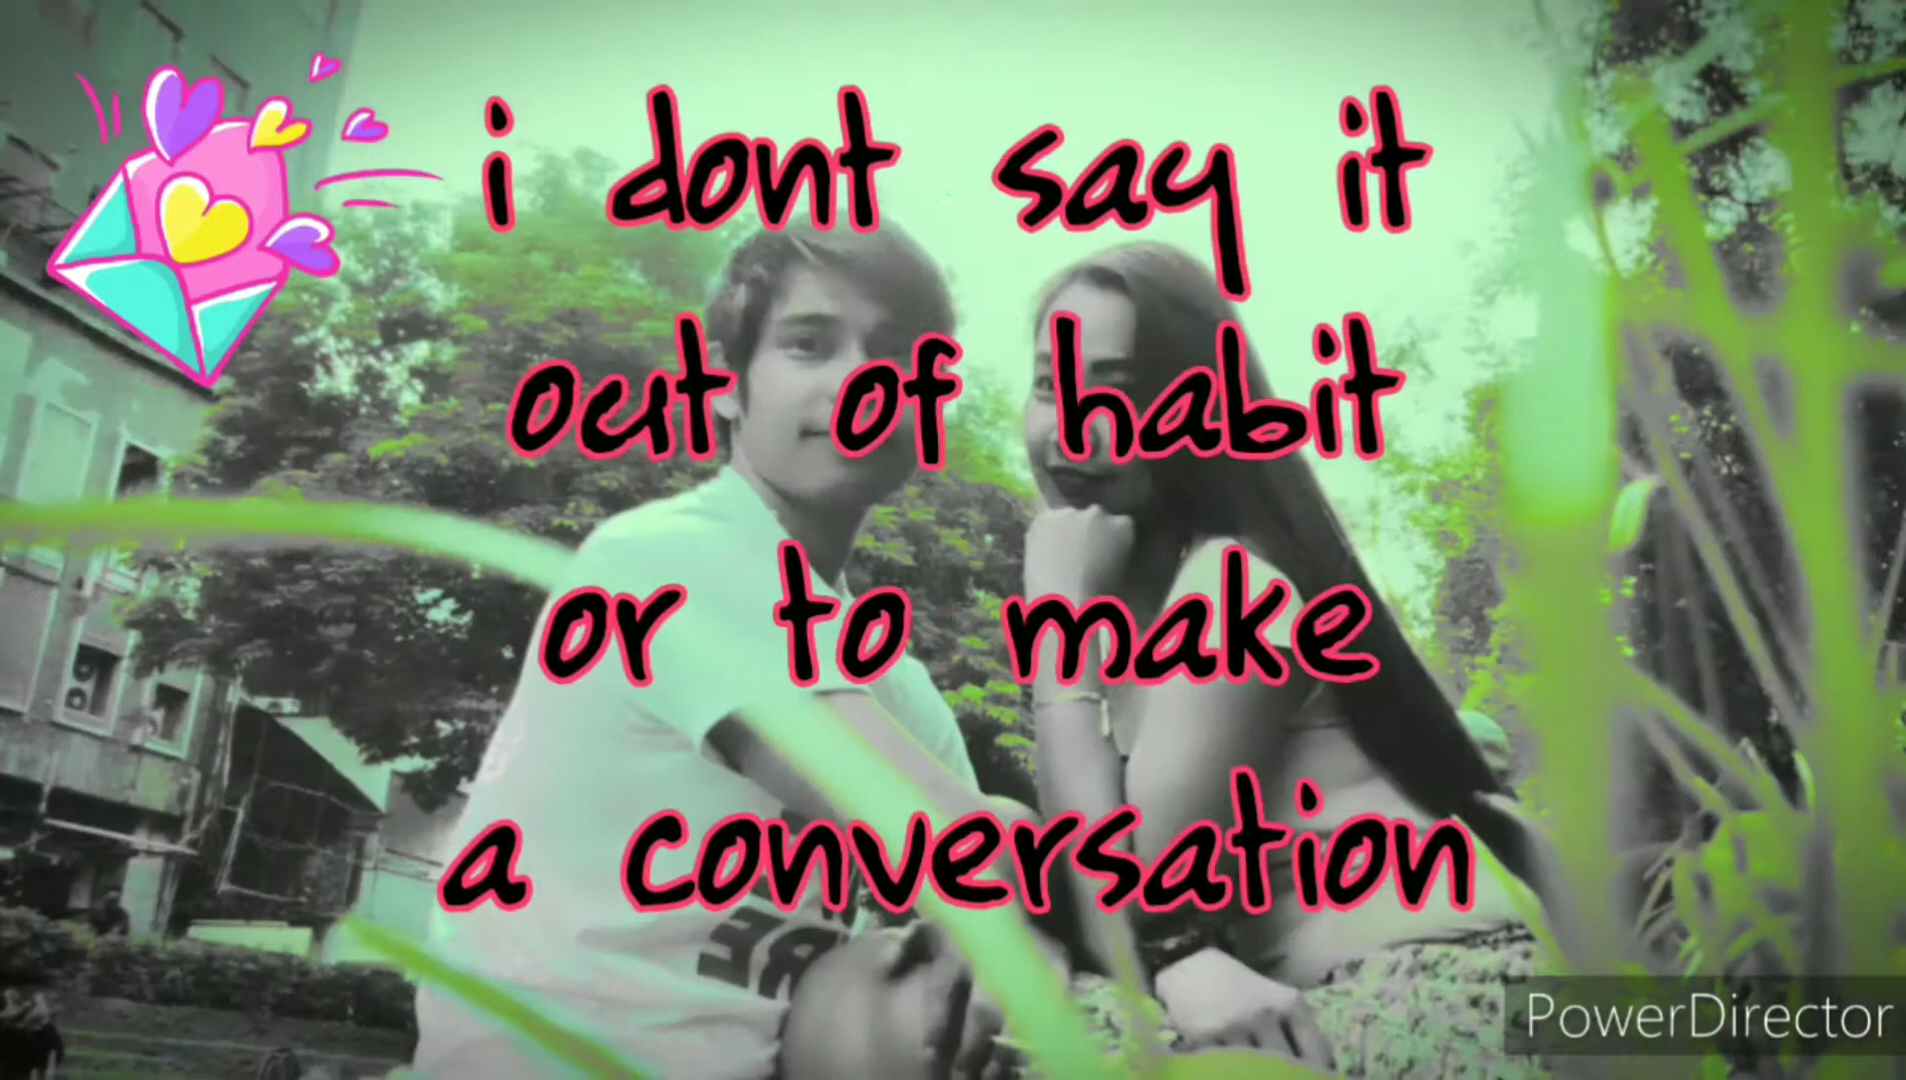 i dont say it
out of habit
or to make
a conversation
PowerDirector